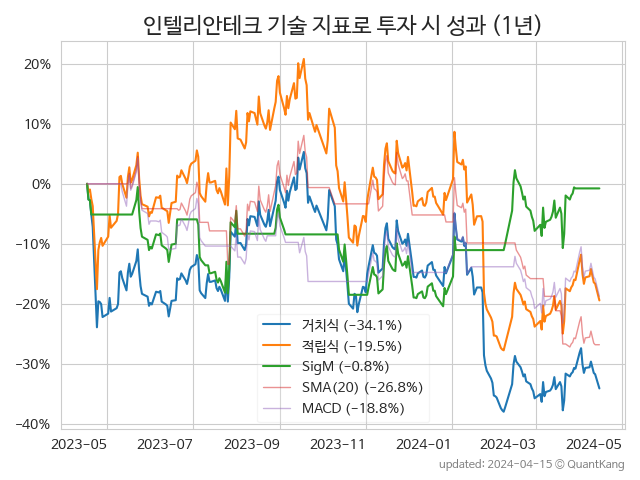 인텔리안테크 기술 지표로 투자 시 성과 (1년)
20%
10%
0%
−10%
−20%
−30%
−40%
거치식 (−34.1%)
적립식 (−19.5%)
SigM (−0.8%)
SMA(20) (−26.8%)
MACD (−18.8%)
2023-05 2023-07 2023-09 2023-11 2024-01 2024-03 2024-05
updated: 2024-04-15 © QuantKang